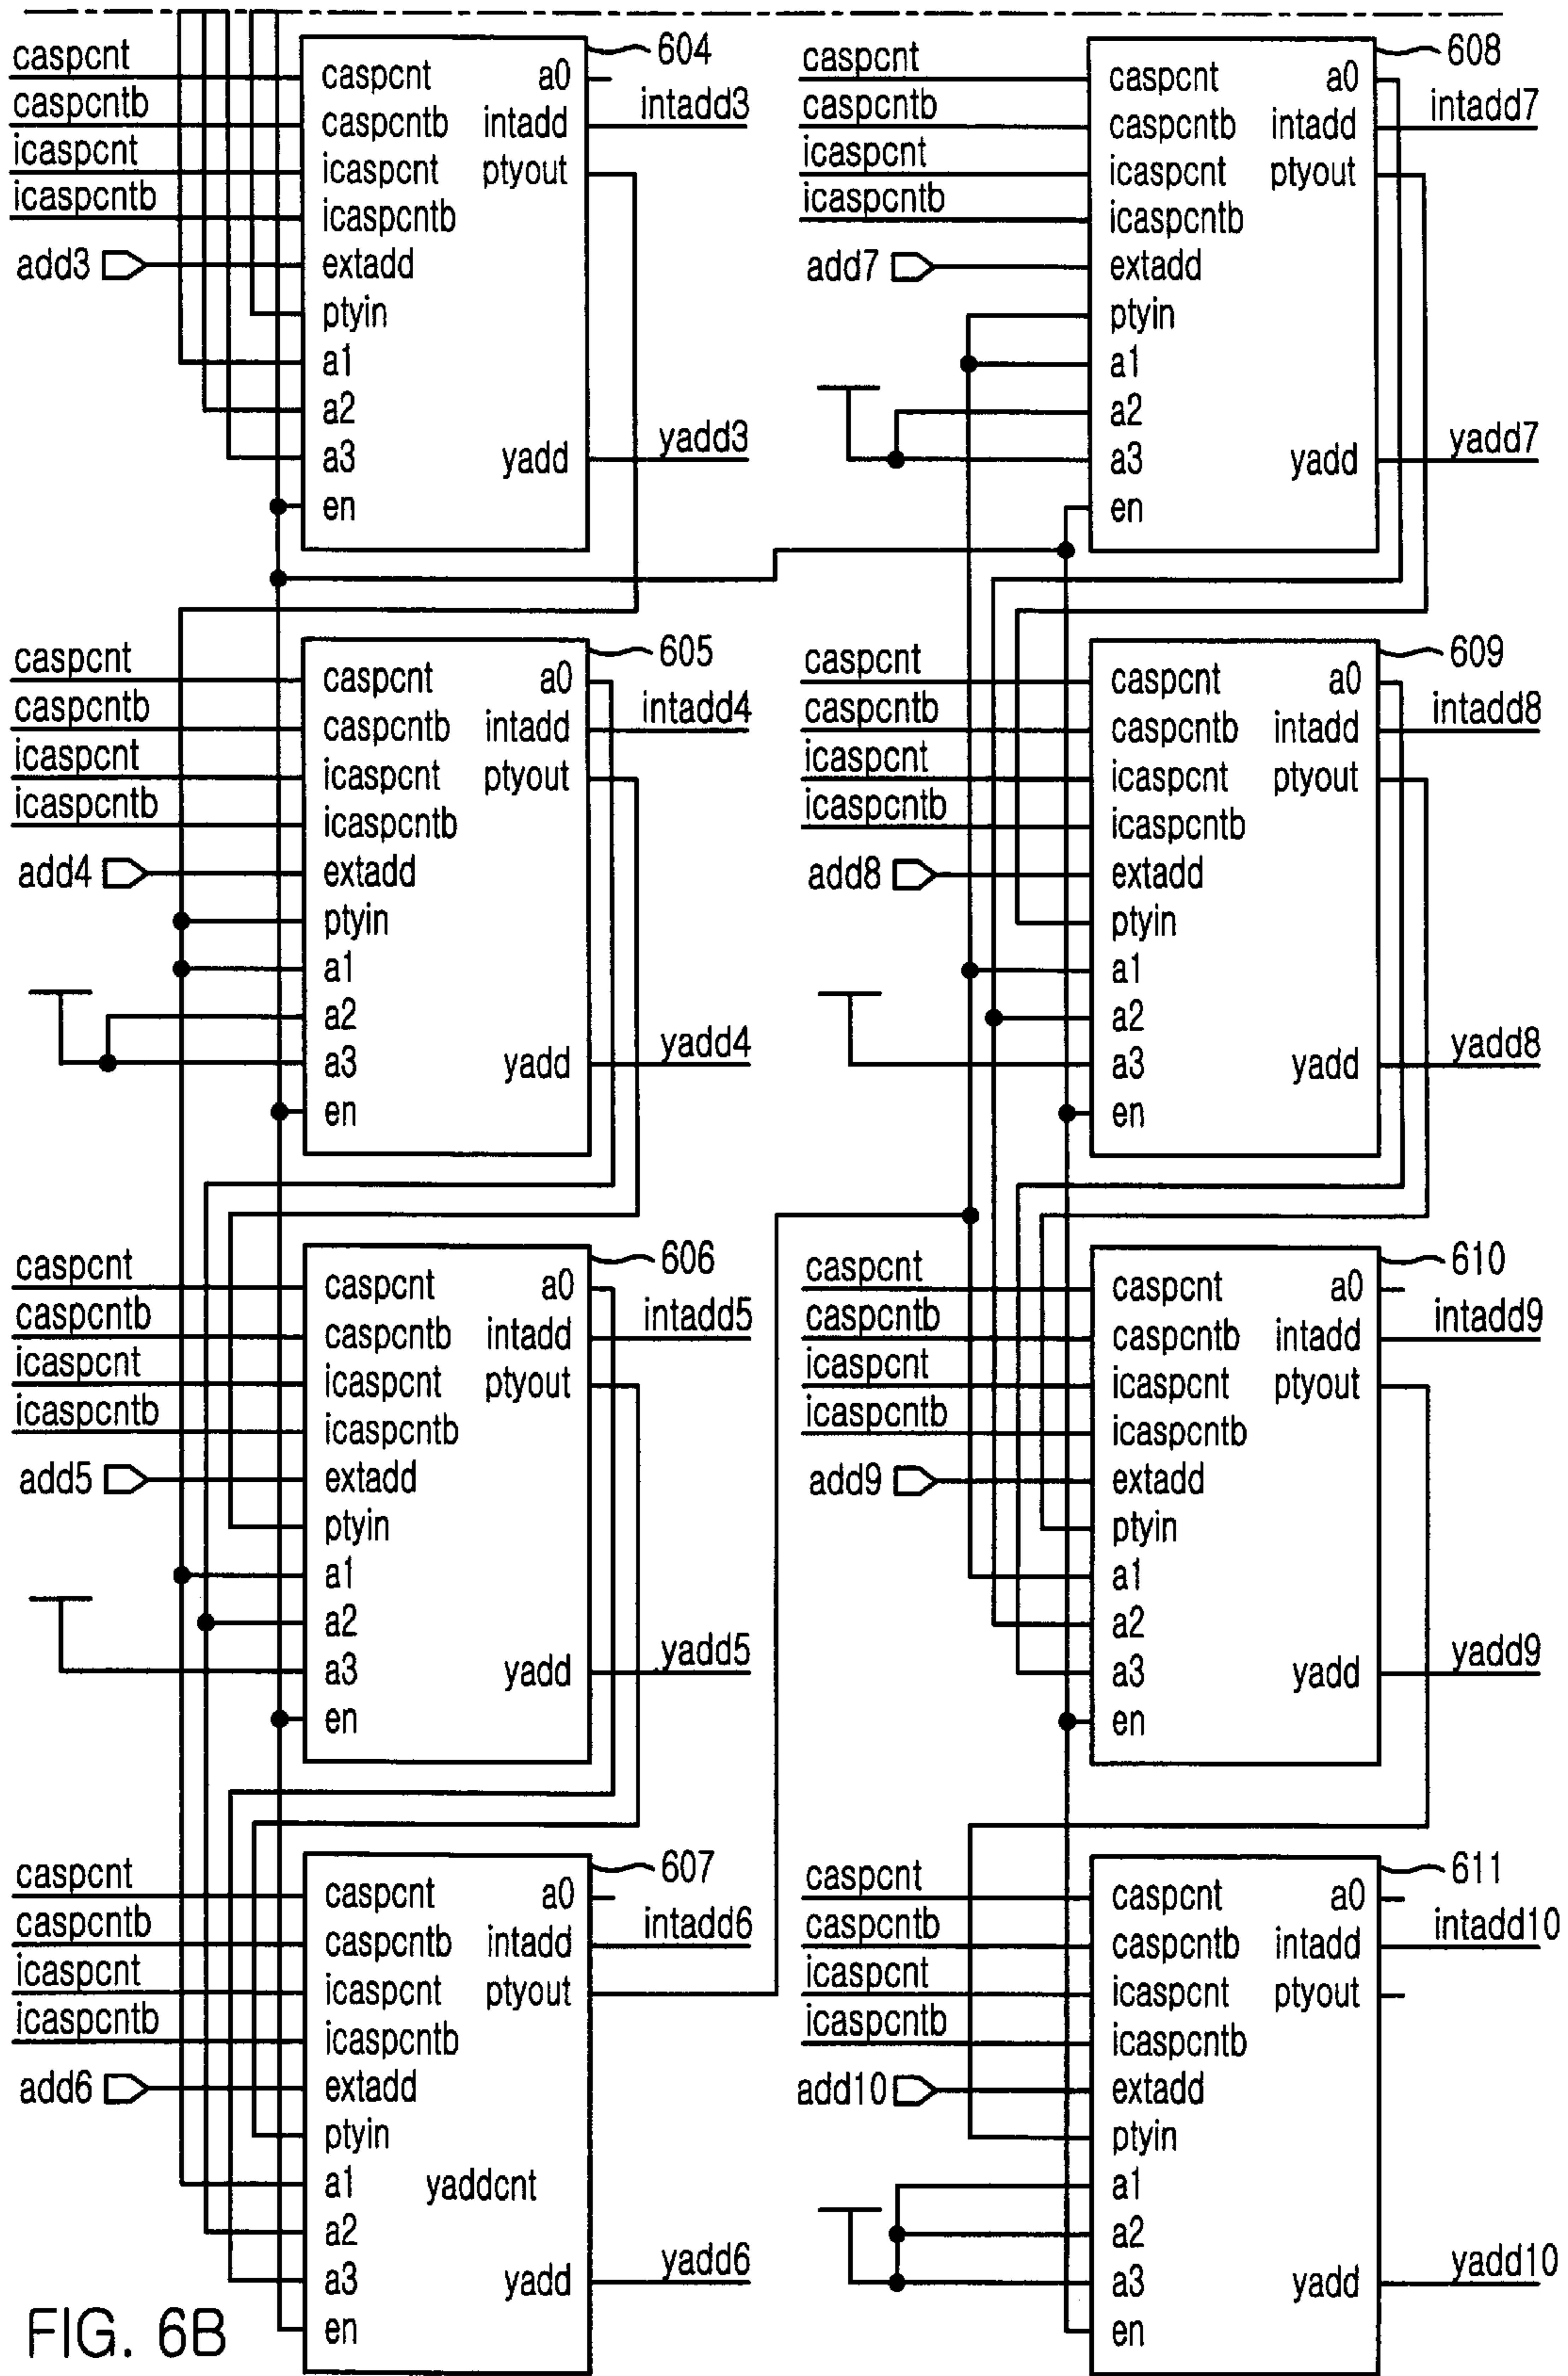 604
caspcnt
caspcntb
icaspcnt
icaspcntb
add3
caspcnt a0
caspcntb intadd
icaspcnt ptyout
icaspcntb
extadd
ptyin
a1
a2
a3 yadd
en
intadd3
yadd3
608
caspcnt
caspcntb
icaspcnt
icaspcntb
add7
caspcnt a0
caspcntb intadd
icaspcnt ptyout
icaspcntb
extadd
ptyin
a1
a2
a3 yadd
en
intadd7
yadd7
605
caspcnt
caspcntb
icaspcnt
icaspcntb
add4
caspcnt a0
caspcntb intadd
icaspcnt ptyout
icaspcntb
extadd
ptyin
a1
a2
a3 yadd
en
intadd4
yadd4
609
caspcnt
caspcntb
icaspcnt
icaspcntb
add8
caspcnt a0
caspcntb intadd
icaspcnt ptyout
icaspcntb
extadd
ptyin
a1
a2
a3 yadd
en
intadd8
yadd8
606
caspcnt
caspcntb
icaspcnt
icaspcntb
add5
caspcnt a0
caspcntb intadd
icaspcnt ptyout
icaspcntb
extadd
ptyin
a1
a2
a3 yadd
en
intadd5
yadd5
610
caspcnt
caspcntb
icaspcnt
icaspcntb
add9
caspcnt a0
caspcntb intadd
icaspcnt ptyout
icaspcntb
extadd
ptyin
a1
a2
a3 yadd
en
intadd9
yadd9
607
caspcnt
caspcntb
icaspcnt
icaspcntb
add6
caspcnt a0
caspcntb intadd
icaspcnt ptyout
icaspcntb
extadd
ptyin
a1 yaddcnt
a2
a3 yadd
en
intadd6
yadd6
611
caspcnt
caspcntb
icaspcnt
icaspcntb
add10
caspcnt a0
caspcntb intadd
icaspcnt ptyout
icaspcntb
extadd
ptyin
a1
a2
a3 yadd
en
intadd10
yadd10
FIG. 6B